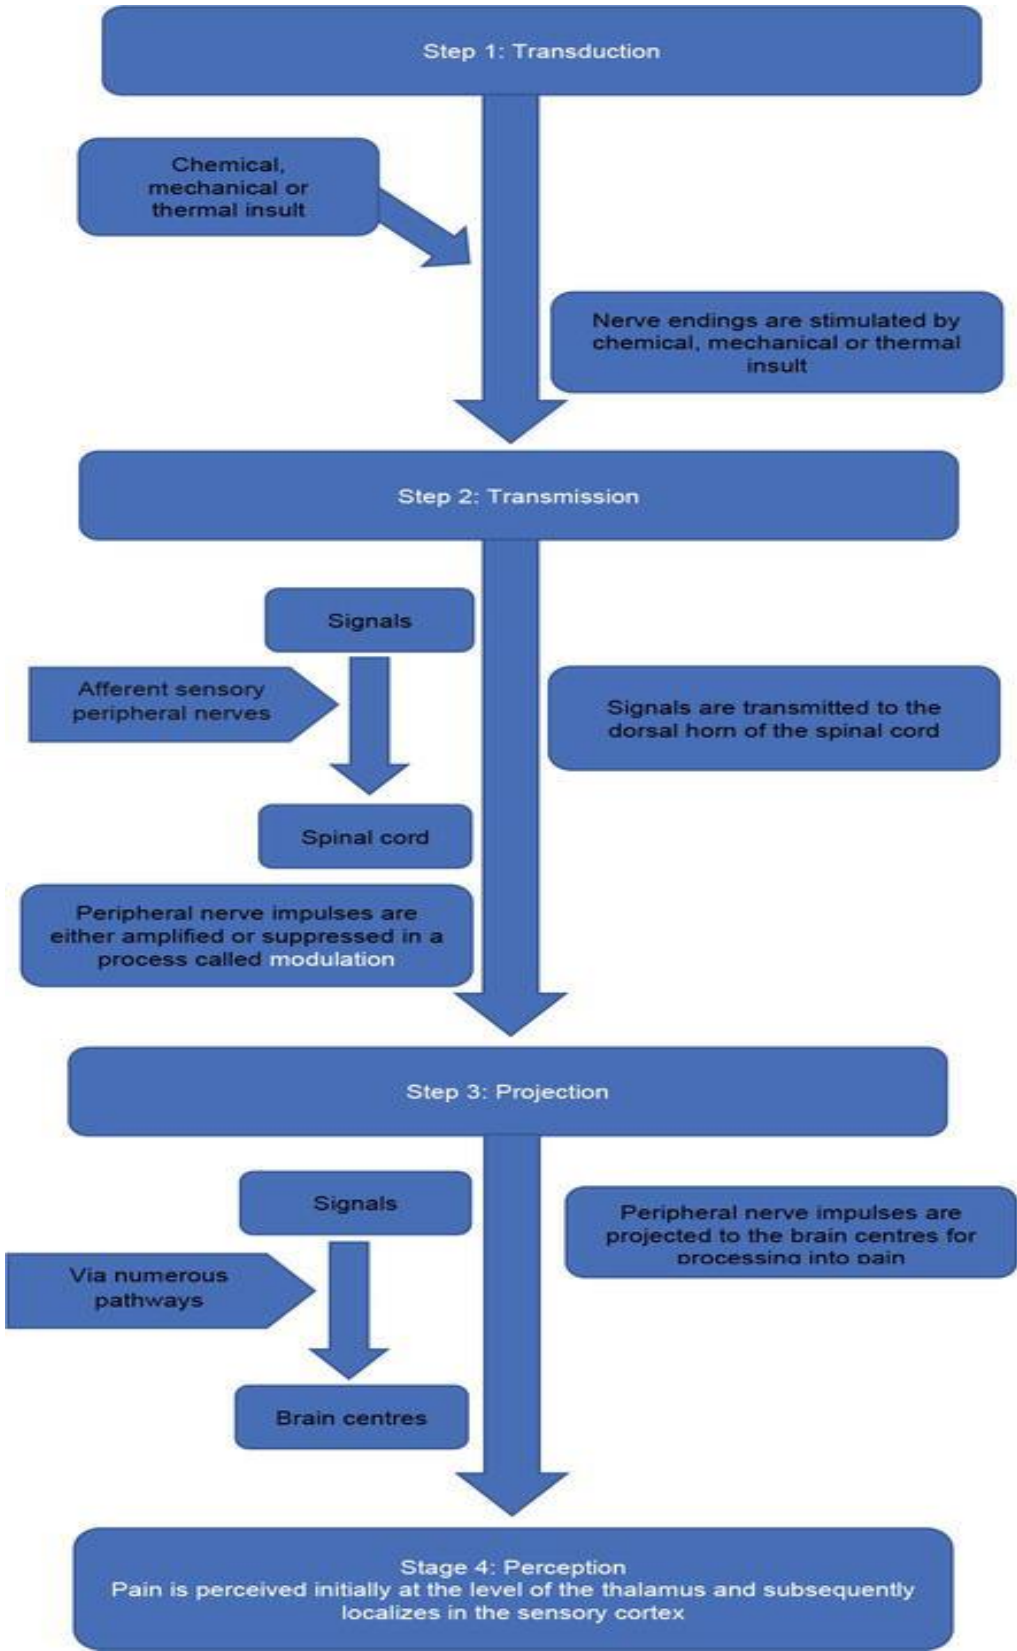 Step 1: Transduction
Chemical,
mechanical or
thermal insult
Nerve endings are stimulated by
chemical, mechanical or thermal
insult
Step 2: Transmission
Signals
Afferent sensory
peripheral nerves
Signals are transmitted to the
dorsal horn of the spinal cord
Spinal cord
Peripheral nerve impulses are
either amplified or suppressed in a
process called modulation
Step 3: Projection
Signals
Peripheral nerve impulses are
projected to the brain centres for
processing into pain
Via numerous
pathways
Brain centres
Stage 4: Perception
Pain is perceived initially at the level of the thalamus and subsequently
localizes in the sensory cortex